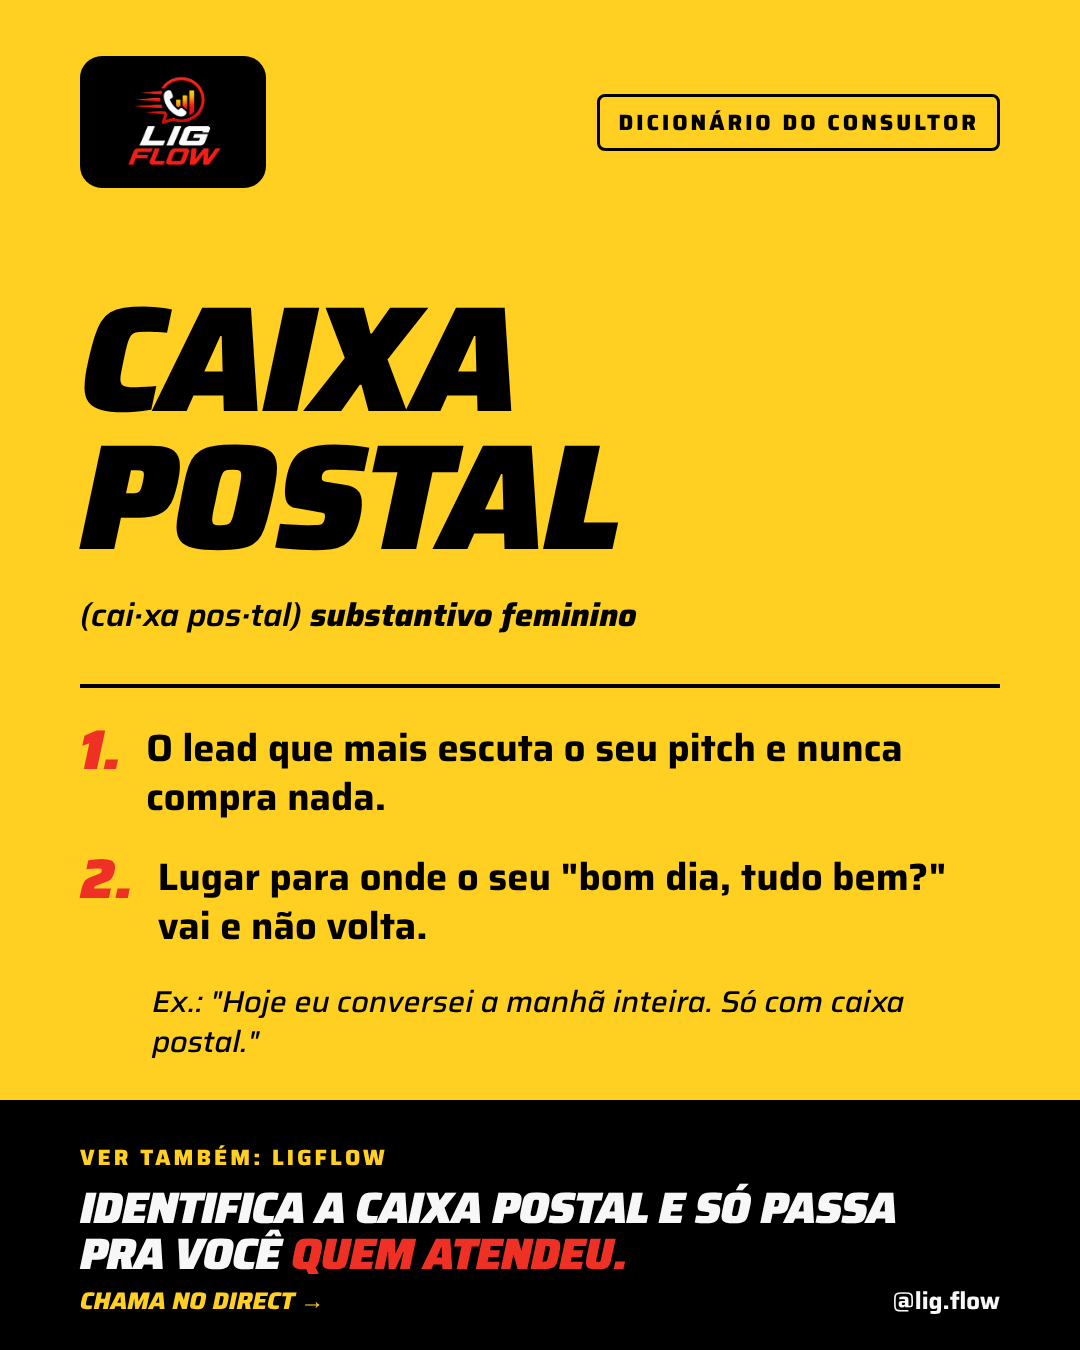 LIG
FLOW
DICIONÁRIO DO CONSULTOR
CAIXA
POSTAL
(cai·xa pos·tal) substantivo feminino
1. O lead que mais escuta o seu pitch e nunca
compra nada.
2. Lugar para onde o seu "bom dia, tudo bem?"
vai e não volta.
Ex.: "Hoje eu conversei a manhã inteira. Só com caixa
postal."
VER TAMBÉM: LIGFLOW
IDENTIFICA A CAIXA POSTAL E SÓ PASSA
PRA VOCÊ QUEM ATENDEU.
CHAMA NO DIRECT →
@lig.flow